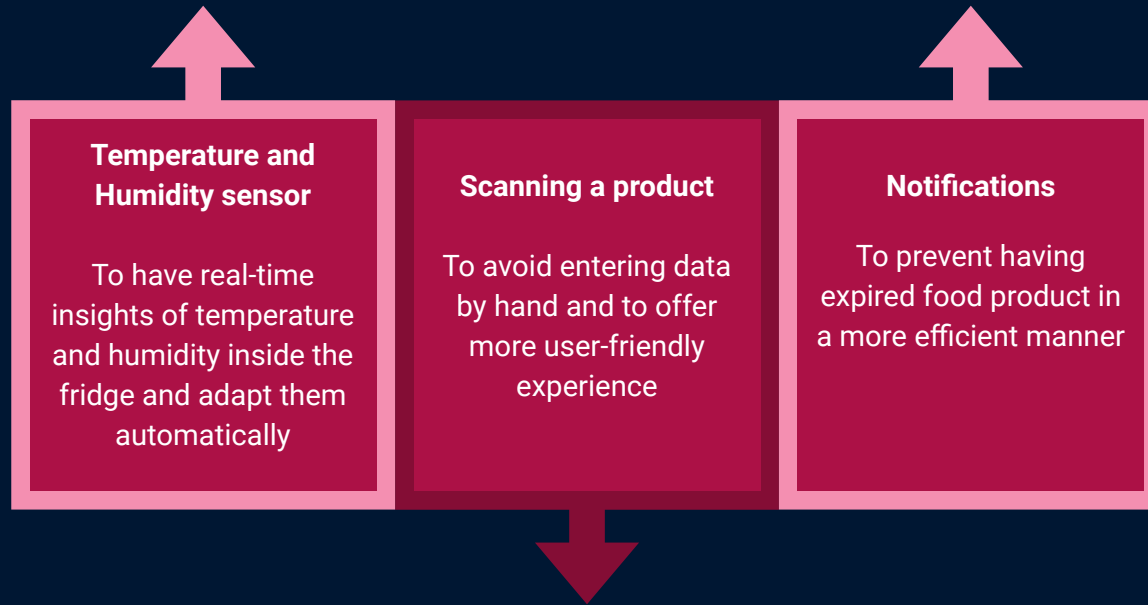 Temperature and
Humidity sensor
To have real-time
insights of temperature
and humidity inside the
fridge and adapt them
automatically
Scanning a product
To avoid entering data
by hand and to offer
more user-friendly
experience
Notifications
To prevent having
expired food product in
a more efficient manner